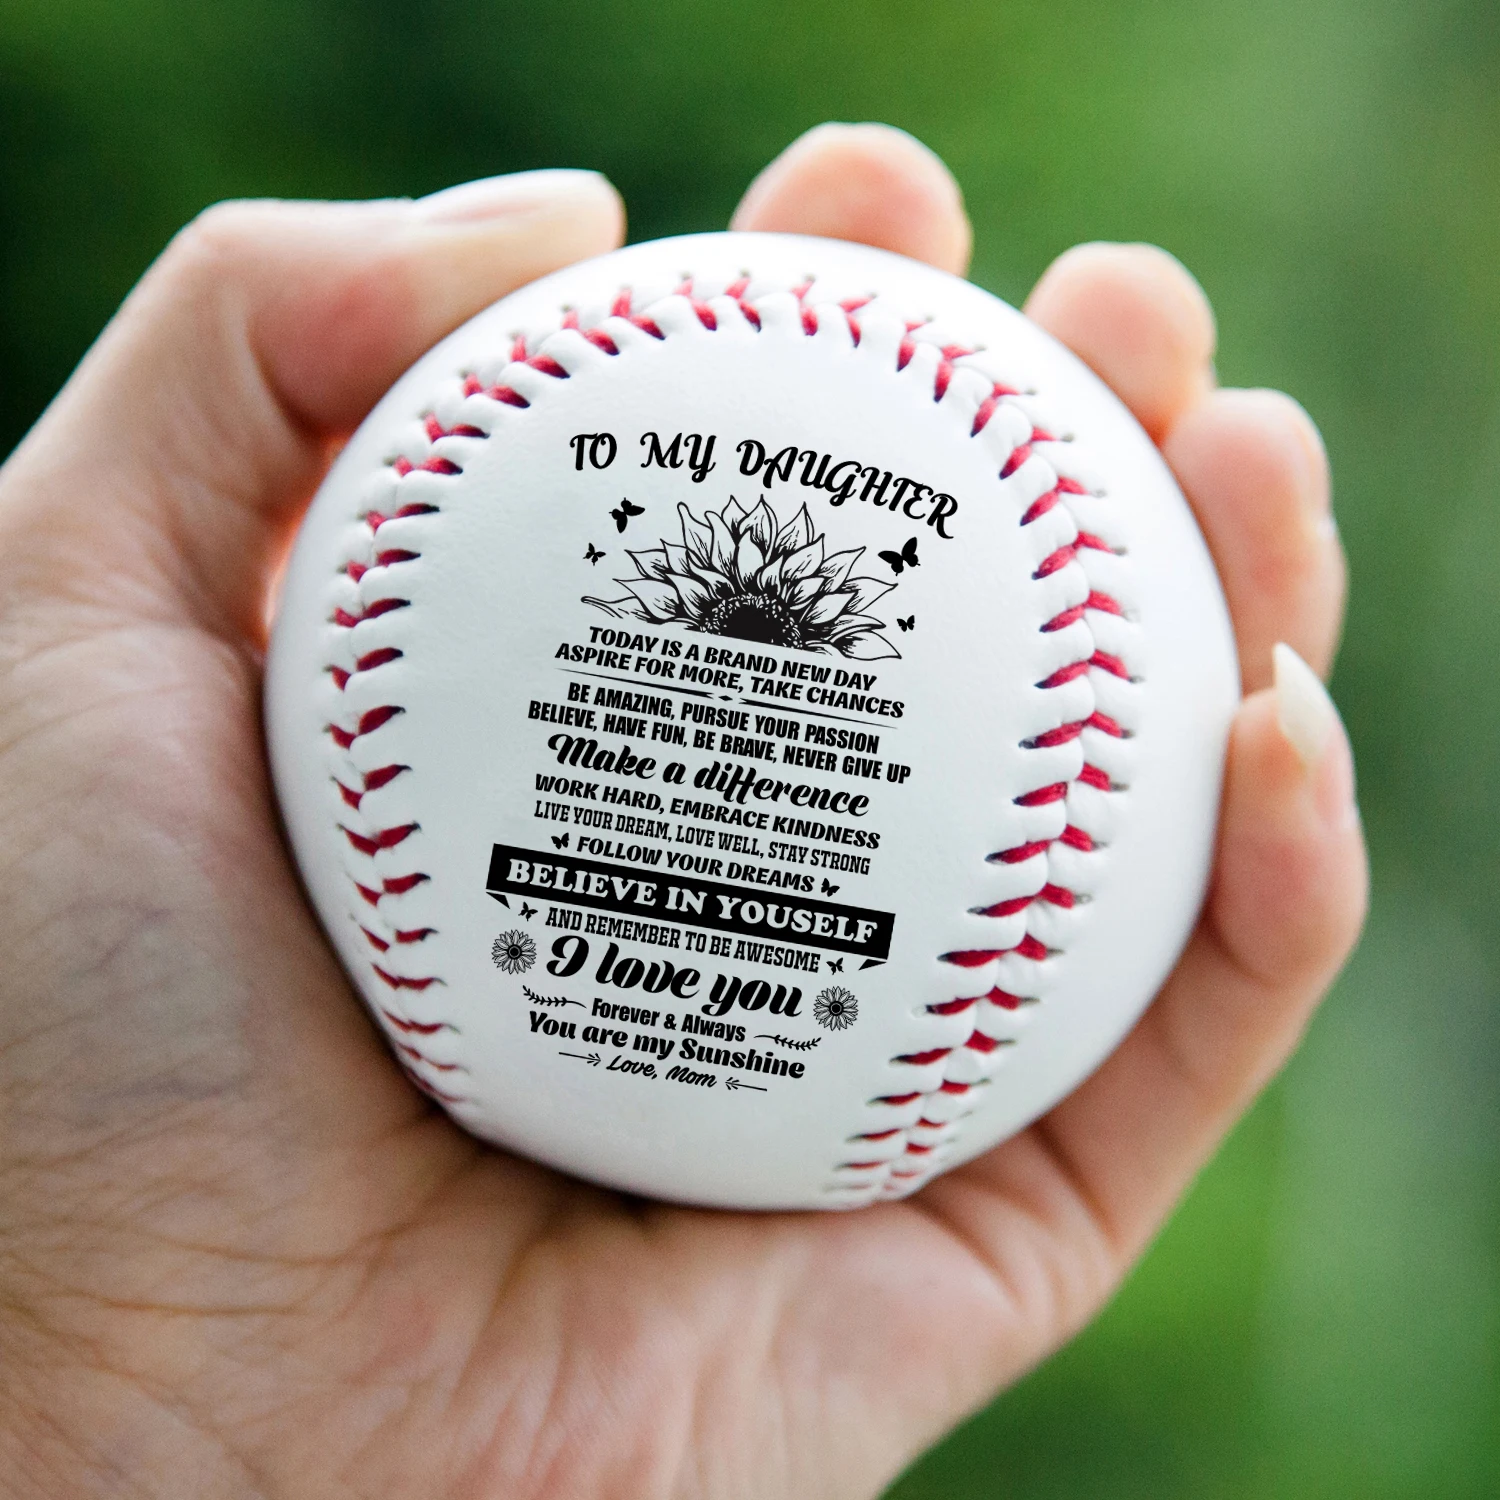 TO MY DAUGHTER
TODAY IS A BRAND NEW DAY
ASPIRE FOR MORE, TAKE CHANCES
BE AMAZING, PURSUE YOUR PASSION
BELIEVE, HAVE FUN, BE BRAVE, NEVER GIVE UP
Make a difference
WORK HARD, EMBRACE KINDNESS
LIVE YOUR DREAM, LOVE WELL, STAY STRONG
FOLLOW YOUR DREAMS
BELIEVE IN YOUSELF
AND REMEMBER TO BE AWESOME
I love you
Forever & Always
You are my Sunshine
Love, Mom